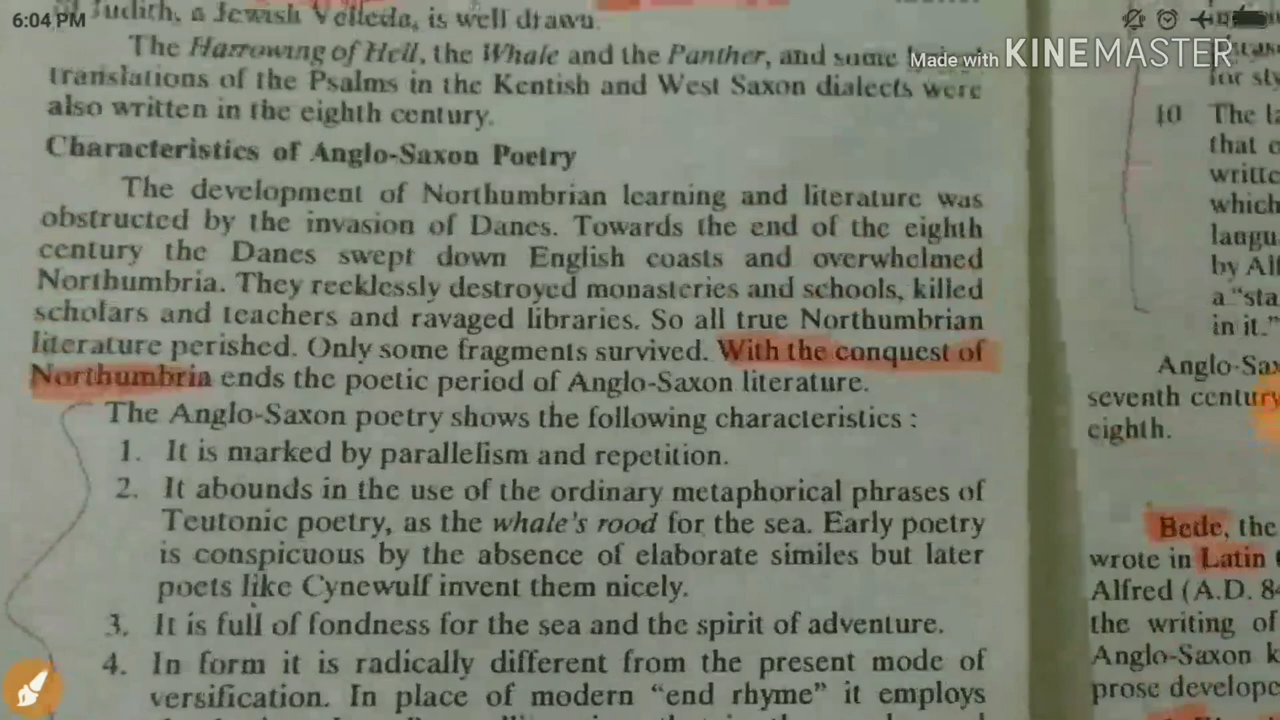 6:04 PM
Judith, a Jewish Velleda, is well drawn.
The Harrowing of Hell, the Whale and the Panther, and some
Made with KINEMASTER
translations of the Psalms in the Kentish and West Saxon dialects were
also written in the eighth century.
Characteristics of Anglo-Saxon Poetry
The development of Northumbrian learning and literature was
obstructed by the invasion of Danes. Towards the end of the eighth
century the Danes swept down English coasts and overwhelmed
Northumbria. They recklessly destroyed monasteries and schools, killed
scholars and teachers and ravaged libraries. So all true Northumbrian
literature perished. Only some fragments survived. With the conquest of
Northumbria ends the poetic period of Anglo-Saxon literature.
The Anglo-Saxon poetry shows the following characteristics :
1. It is marked by parallelism and repetition.
2. It abounds in the use of the ordinary metaphorical phrases of
Teutonic poetry, as the whale's rood for the sea. Early poetry
is conspicuous by the absence of elaborate similes but later
poets like Cynewulf invent them nicely.
3. It is full of fondness for the sea and the spirit of adventure.
4. In form it is radically different from the present mode of
versification. In place of modern “end rhyme” it employs
for
10 The
that
which
by
a
in it.”
seventh century
eighth.
Bede, the
wrote in Latin
Alfred (A.D.
the writing of
Anglo-Saxon
prose